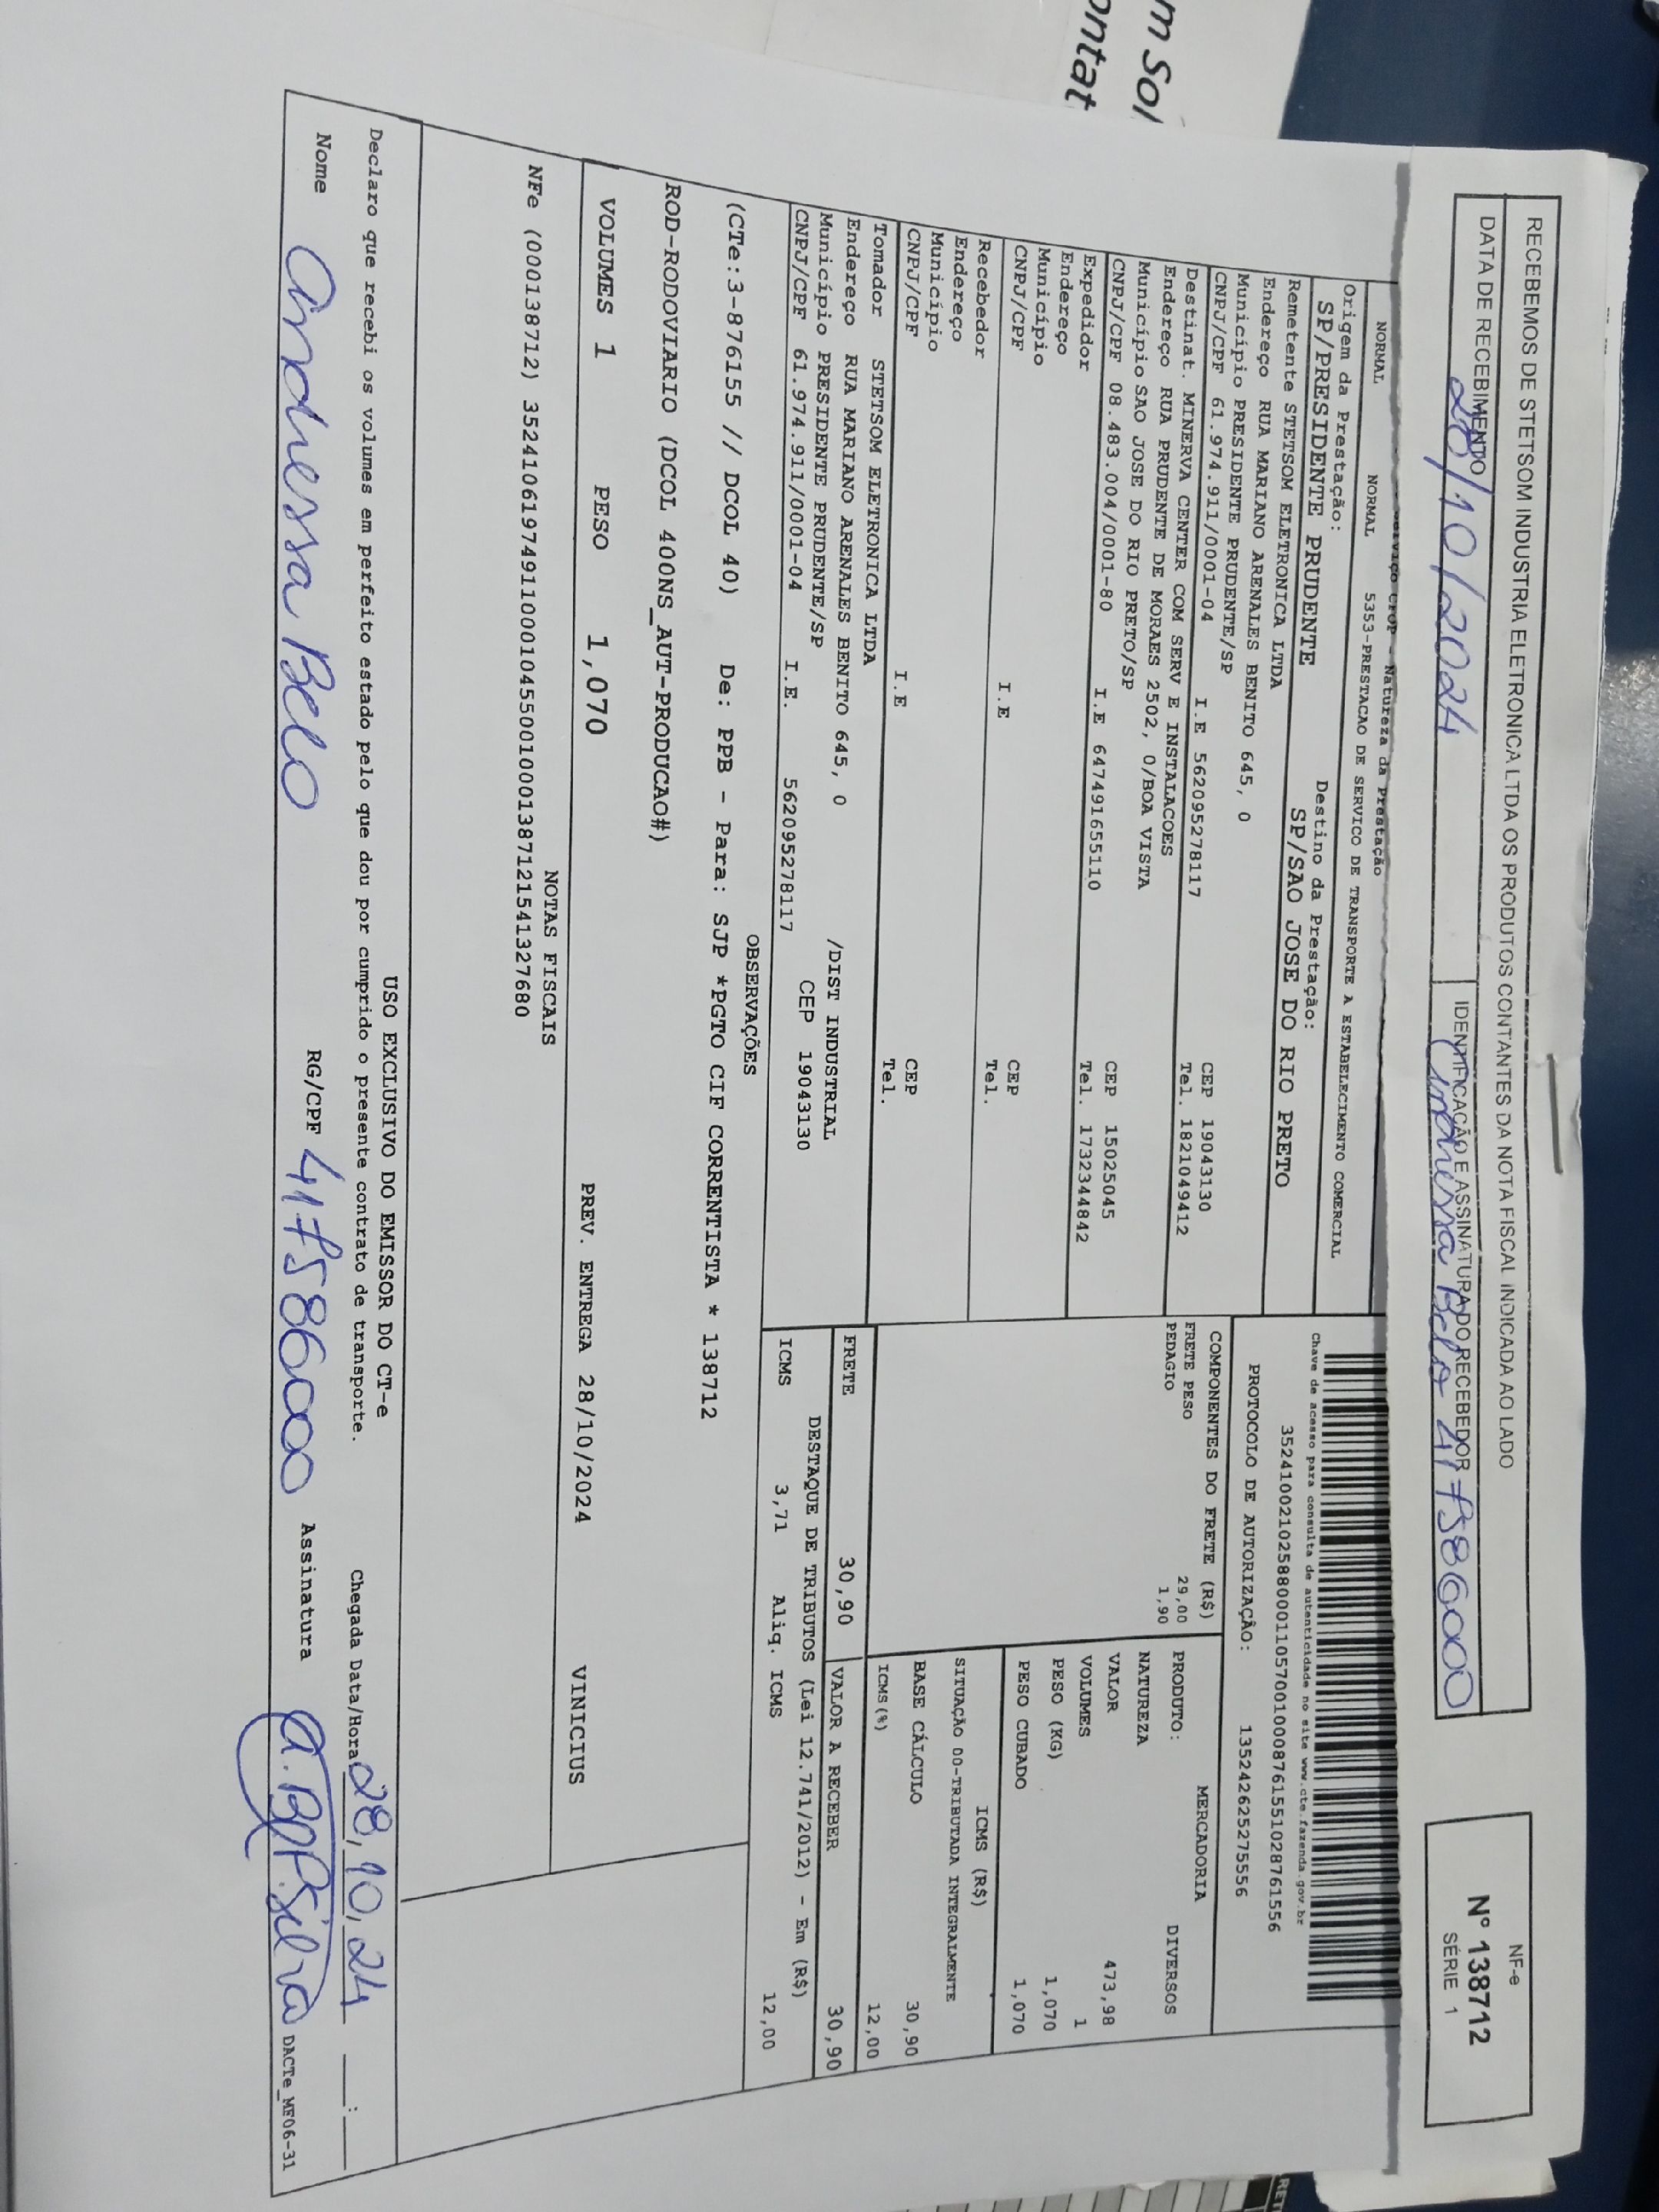 m Sol
ontat
RECEBEMOS DE STETSOM INDUSTRIA ELETRONICA LTDA OS PRODUTOS CONTANTES DA NOTA FISCAL INDICADA AO LADO
DATA DE RECEBIMENTO
28/10/2024
IDENTIFICAÇÃO E ASSINATURA DO RECEBEDOR
Andressa Belo 417586000
NF-e
Nº 138712
SÉRIE 1
CFOP - Natureza da Prestação
NORMAL NORMAL 5353-PRESTACAO DE SERVICO DE TRANSPORTE A ESTABELECIMENTO COMERCIAL
Origem da Prestação: Destino da Prestação:
SP/PRESIDENTE PRUDENTE SP/SAO JOSE DO RIO PRETO
Remetente STETSOM ELETRONICA LTDA
Endereço RUA MARIANO ARENALES BENITO 645, 0
Município PRESIDENTE PRUDENTE/SP CEP 19043130
CNPJ/CPF 61.974.911/0001-04 I.E 562095278117 Tel. 182104941​2
Destinat. MINERVA CENTER COM SERV E INSTALACOES
Endereço RUA PRUDENTE DE MORAES 2502, 0/BOA VISTA
Município SAO JOSE DO RIO PRETO/SP CEP 15025045
CNPJ/CPF 08.483.004/0001-80 I.E 647491655110 Tel. 1732344842
Expedidor
Endereço
Município CEP
CNPJ/CPF I.E Tel.
Recebedor
Endereço
Município CEP
CNPJ/CPF I.E Tel.
Tomador STETSOM ELETRONICA LTDA
Endereço RUA MARIANO ARENALES BENITO 645, 0 /DIST INDUSTRIAL
Município PRESIDENTE PRUDENTE/SP CEP 19043130
CNPJ/CPF 61.974.911/0001-04 I.E. 562095278117
Chave de acesso para consulta de autenticidade no site www.cte.fazenda.gov.br
35241002102588000110570010008761551028761556
PROTOCOLO DE AUTORIZAÇÃO: 135242625275556
COMPONENTES DO FRETE (R$)
FRETE PESO 29,00
PEDAGIO 1,90
MERCADORIA
PRODUTO: DIVERSOS
NATUREZA
VALOR 473,98
VOLUMES 1
PESO (KG) 1,070
PESO CUBADO 1,070
ICMS (R$)
SITUAÇÃO 00-TRIBUTADA INTEGRALMENTE
BASE CÁLCULO 30,90
ICMS(%) 12,00
FRETE 30,90 VALOR A RECEBER 30,90
DESTAQUE DE TRIBUTOS (Lei 12.741/2012) - Em (R$)
ICMS 3,71 Aliq. ICMS 12,00
OBSERVAÇÕES
(CTe:3-876155 // DCOL 40) De: PPB - Para: SJP *PGTO CIF CORRENTISTA * 138712
ROD-RODOVIARIO (DCOL 400NS_AUT-PRODUCAO#)
VOLUMES 1 PESO 1,070 PREV. ENTREGA 28/10/2024 VINICIUS
NOTAS FISCAIS
NFe (000138712) 35241061974911000104550010001387121541327680
USO EXCLUSIVO DO EMISSOR DO CT-e
Declaro que recebi os volumes em perfeito estado pelo que dou por cumprido o presente contrato de transporte. Chegada Data/Hora 28/10/24 __:__
Nome Andressa Belo RG/CPF 417586000 Assinatura A.B.P.Silva DACTe_MF06-31